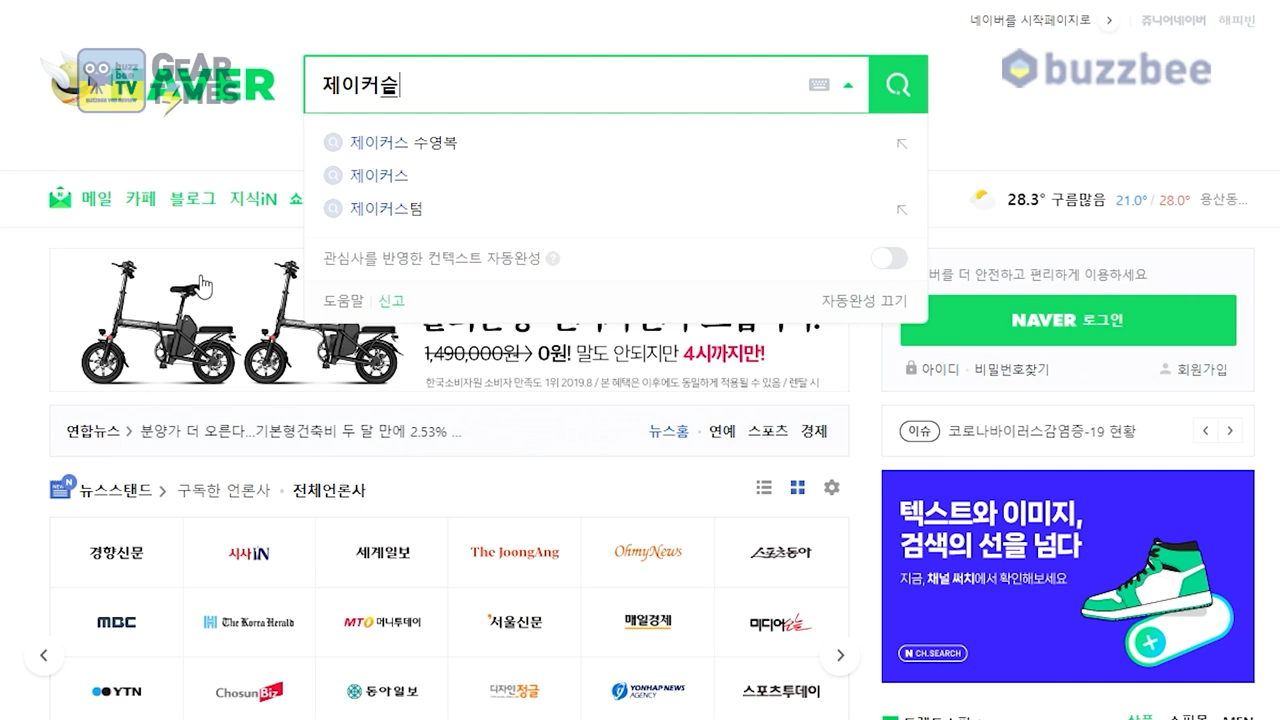 네이버를 시작페이지로
쥬니어네이버 해피빈
buzz bee TV
GEAR TIMES
NAVER
제이커슽
buzzbee
제이커스 수영복
제이커스
제이커스텀
관심사를 반영한 컨텍스트 자동완성
도움말 신고 자동완성 끄기
메일 카페 블로그 지식iN 쇼
28.3° 구름많음 21.0° / 28.0° 용산동...
1,490,000원 > 0원! 말도 안되지만 4시까지만!
한국소비자원 소비자 만족도 1위 2019.8 / 본 혜택은 이후에도 동일하게 적용될 수 있음 / 렌탈 시
버를 더 안전하고 편리하게 이용하세요
NAVER 로그인
아이디 · 비밀번호찾기 회원가입
연합뉴스 > 분양가 더 오른다...기본형건축비 두 달 만에 2.53% ...
뉴스홈 · 연예 스포츠 경제
이슈 코로나바이러스감염증-19 현황
뉴스스탠드 > 구독한 언론사 · 전체언론사
경향신문 시사iN 세계일보 The JoongAng OhmyNews 스포츠동아
MBC The Korea Herald MTO 머니투데이 서울신문 매일경제 미디어오늘
YTN ChosunBiz 동아일보 디자인정글 YONHAP NEWS AGENCY 스포츠투데이
텍스트와 이미지,
검색의 선을 넘다
지금, 채널 써치에서 확인해보세요
N CH.SEARCH